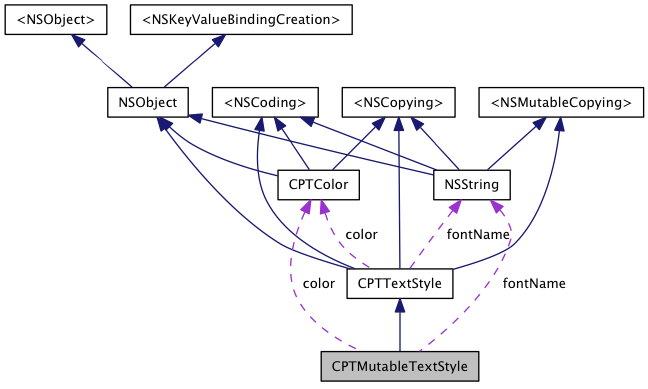 <NSObject>
<NSKeyValueBindingCreation>
NSObject
<NSCoding>
<NSCopying>
<NSMutableCopying>
CPTColor
NSString
color
fontName
color
CPTTextStyle
fontName
CPTMutableTextStyle